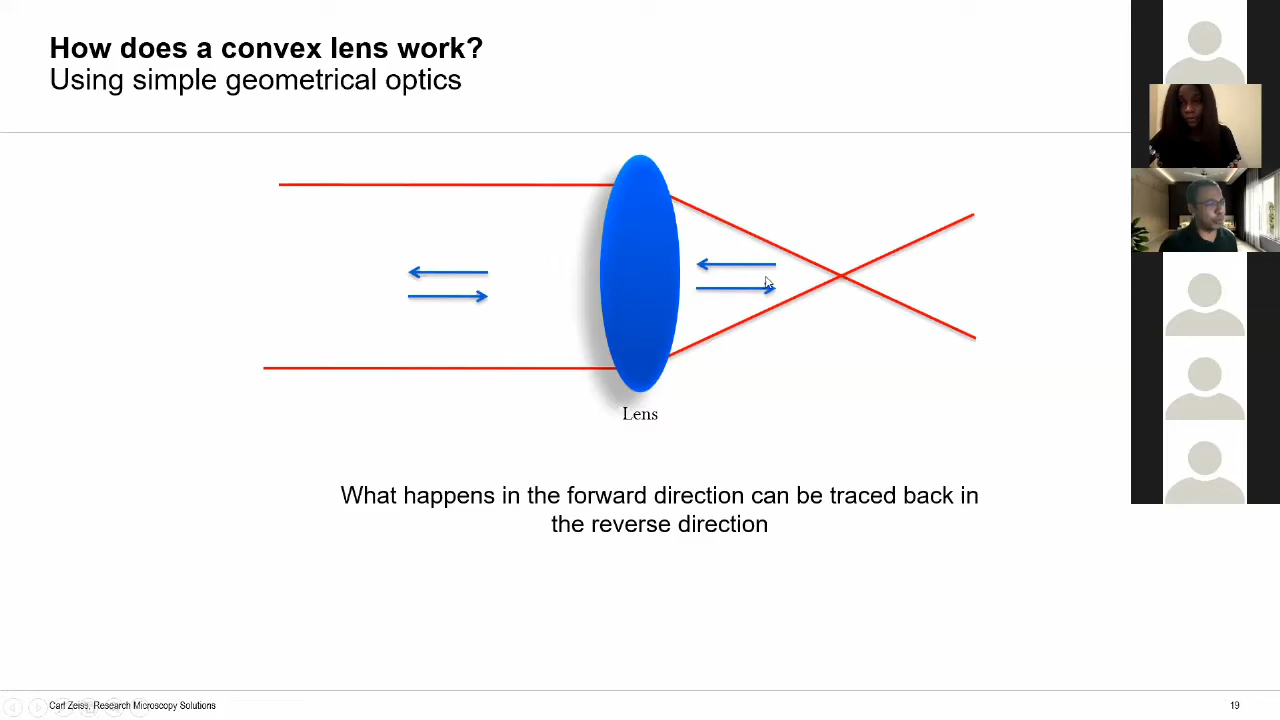 How does a convex lens work?
Using simple geometrical optics
Lens
What happens in the forward direction can be traced back in
the reverse direction
Carl Zeiss, Research Microscopy Solutions
19